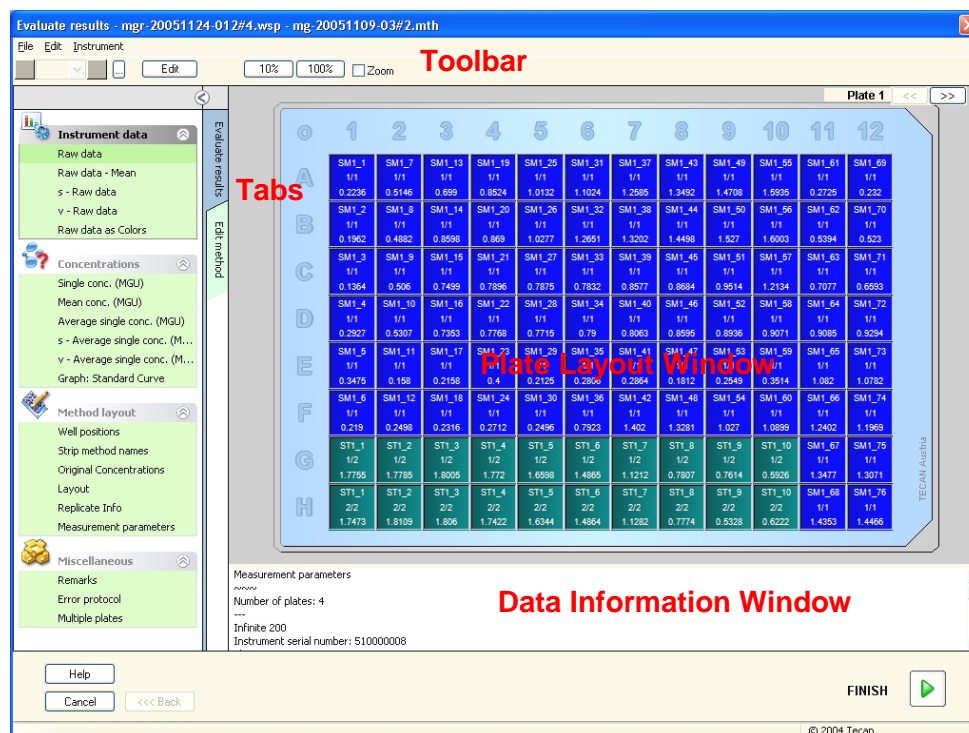 Evaluate results - mgr-20051124-012#4.wsp - mg-20051109-03#2.mth
File Edit Instrument
... Edit 10% 100% Zoom Toolbar
Plate 1 << >>
Instrument data
Raw data
Raw data - Mean
s - Raw data
v - Raw data
Raw data as Colors
Concentrations
Single conc. (MGU)
Mean conc. (MGU)
Average single conc. (MGU)
s - Average single conc. (M...
v - Average single conc. (M...
Graph: Standard Curve
Method layout
Well positions
Strip method names
Original Concentrations
Layout
Replicate Info
Measurement parameters
Miscellaneous
Remarks
Error protocol
Multiple plates
Evaluate results
Edit method
Tabs
1 2 3 4 5 6 7 8 9 10 11 12
A
SM1_1 SM1_7 SM1_13 SM1_19 SM1_25 SM1_31 SM1_37 SM1_43 SM1_49 SM1_55 SM1_61 SM1_69
1/1 1/1 1/1 1/1 1/1 1/1 1/1 1/1 1/1 1/1 1/1 1/1
0.2236 0.5146 0.699 0.8524 1.0132 1.1024 1.2585 1.3492 1.4708 1.5935 0.2725 0.232
B
SM1_2 SM1_8 SM1_14 SM1_20 SM1_26 SM1_32 SM1_38 SM1_44 SM1_50 SM1_56 SM1_62 SM1_70
1/1 1/1 1/1 1/1 1/1 1/1 1/1 1/1 1/1 1/1 1/1 1/1
0.1962 0.4882 0.8598 0.869 1.0277 1.2651 1.3202 1.4498 1.527 1.6003 0.5394 0.523
C
SM1_3 SM1_9 SM1_15 SM1_21 SM1_27 SM1_33 SM1_39 SM1_45 SM1_51 SM1_57 SM1_63 SM1_71
1/1 1/1 1/1 1/1 1/1 1/1 1/1 1/1 1/1 1/1 1/1 1/1
0.1364 0.506 0.7499 0.7896 0.7875 0.7832 0.8577 0.8684 0.9514 1.2134 0.7077 0.6593
D
SM1_4 SM1_10 SM1_16 SM1_22 SM1_28 SM1_34 SM1_40 SM1_46 SM1_52 SM1_58 SM1_64 SM1_72
1/1 1/1 1/1 1/1 1/1 1/1 1/1 1/1 1/1 1/1 1/1 1/1
0.2927 0.5307 0.7353 0.7768 0.7715 0.79 0.8063 0.8595 0.8936 0.9071 0.9085 0.9294
E
SM1_5 SM1_11 SM1_17 SM1_23 SM1_29 SM1_35 SM1_41 SM1_47 SM1_53 SM1_59 SM1_65 SM1_73
1/1 1/1 1/1 1/1 1/1 1/1
Plate Layout Window
0.3475 0.158 0.2158 0.4 0.2125 0.2864 0.1812 0.2549 0.3514 1.082 1.0782
F
SM1_6 SM1_12 SM1_18 SM1_24 SM1_30 SM1_36 SM1_42 SM1_48 SM1_54 SM1_60 SM1_66 SM1_74
1/1 1/1 1/1 1/1 1/1 1/1 1/1 1/1 1/1 1/1 1/1 1/1
0.219 0.2498 0.2316 0.2712 0.2496 0.7923 1.402 1.3281 1.027 1.0899 1.2402 1.1969
G
ST1_1 ST1_2 ST1_3 ST1_4 ST1_5 ST1_6 ST1_7 ST1_8 ST1_9 ST1_10 SM1_67 SM1_75
1/2 1/2 1/2 1/2 1/2 1/2 1/2 1/2 1/2 1/2 1/1 1/1
1.7755 1.7785 1.8005 1.772 1.6598 1.4865 1.1212 0.7807 0.7614 0.5926 1.3477 1.3071
H
ST1_1 ST1_2 ST1_3 ST1_4 ST1_5 ST1_6 ST1_7 ST1_8 ST1_9 ST1_10 SM1_68 SM1_76
2/2 2/2 2/2 2/2 2/2 2/2 2/2 2/2 2/2 2/2 1/1 1/1
1.7473 1.8109 1.806 1.7422 1.6344 1.4864 1.1282 0.7774 0.5328 0.6222 1.4353 1.4466
TECAN Austria
Measurement parameters
~~~
Number of plates: 4
---
Infinite 200
Instrument serial number: 510000008
Data Information Window
Help
Cancel <<< Back
FINISH
© 2004 Tecan